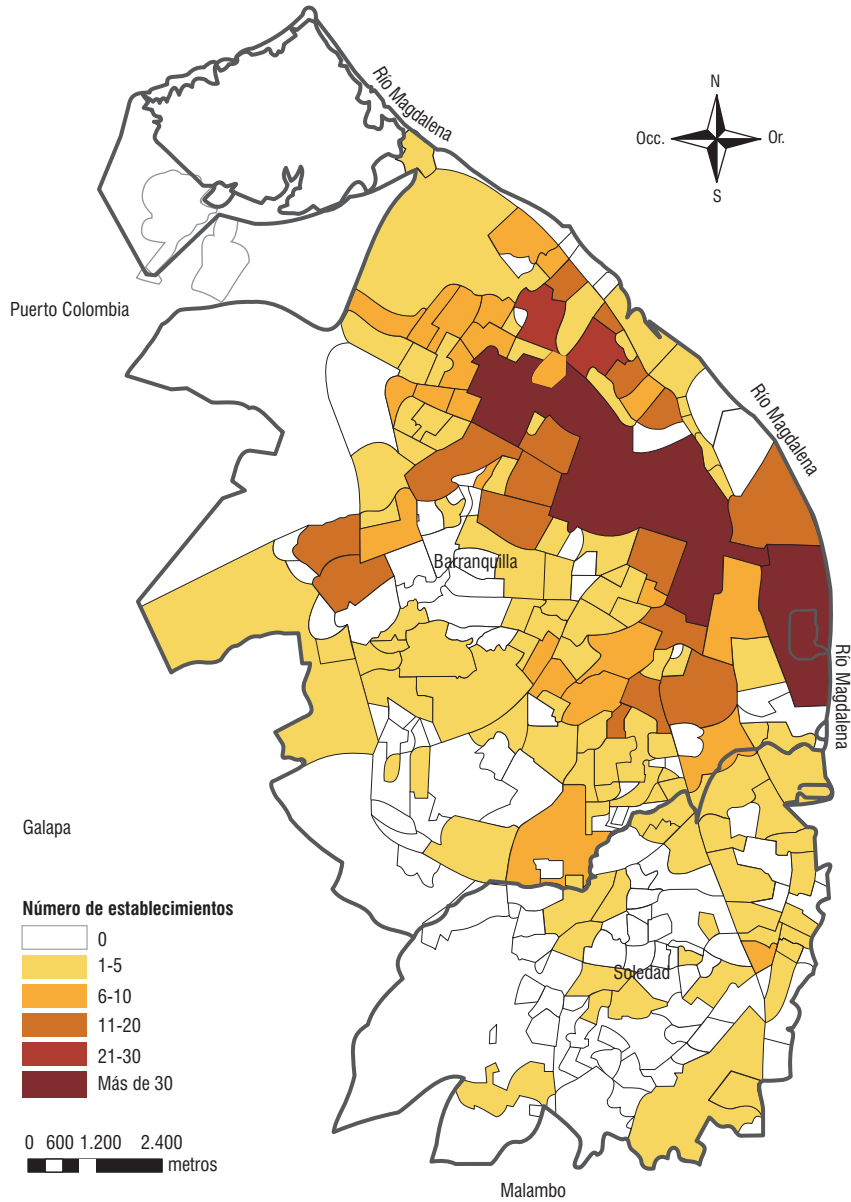 Río Magdalena
N
Occ.
Or.
S
Puerto Colombia
Río Magdalena
Barranquilla
Río Magdalena
Galapa
Número de establecimientos
0
1-5
6-10
11-20
21-30
Más de 30
Soledad
0 600 1.200 2.400
metros
Malambo